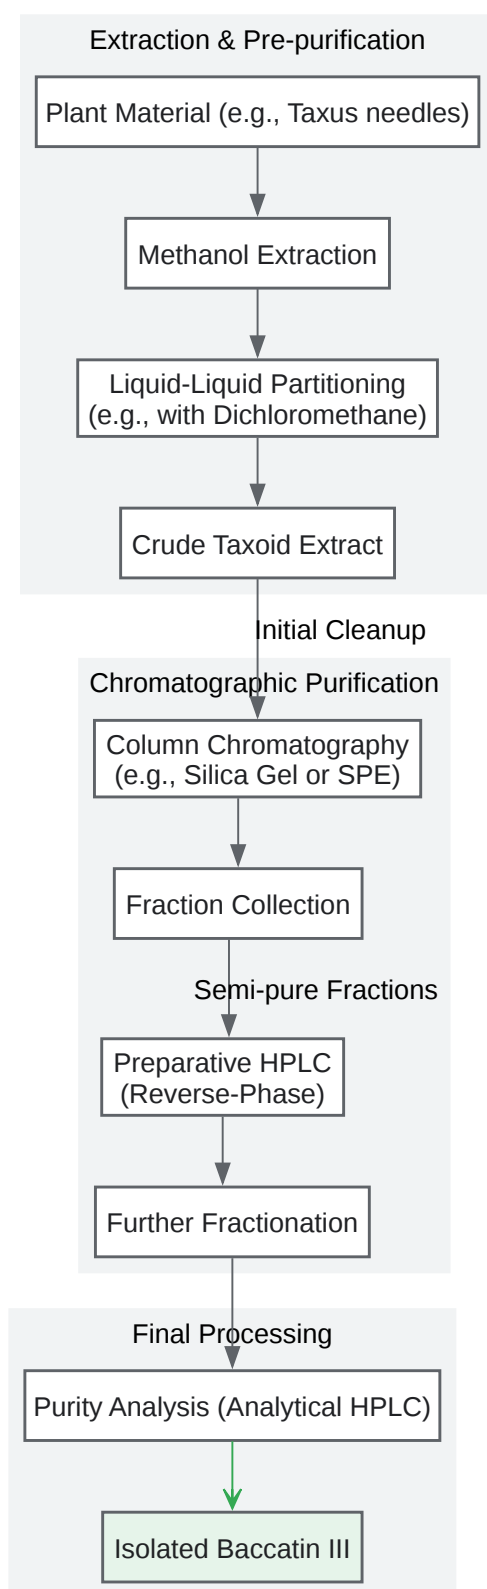 Extraction & Pre-purification
Plant Material (e.g., Taxus needles)
Methanol Extraction
Liquid-Liquid Partitioning
(e.g., with Dichloromethane)
Crude Taxoid Extract
Initial Cleanup
Chromatographic Purification
Column Chromatography
(e.g., Silica Gel or SPE)
Fraction Collection
Semi-pure Fractions
Preparative HPLC
(Reverse-Phase)
Further Fractionation
Final Processing
Purity Analysis (Analytical HPLC)
Isolated Baccatin III